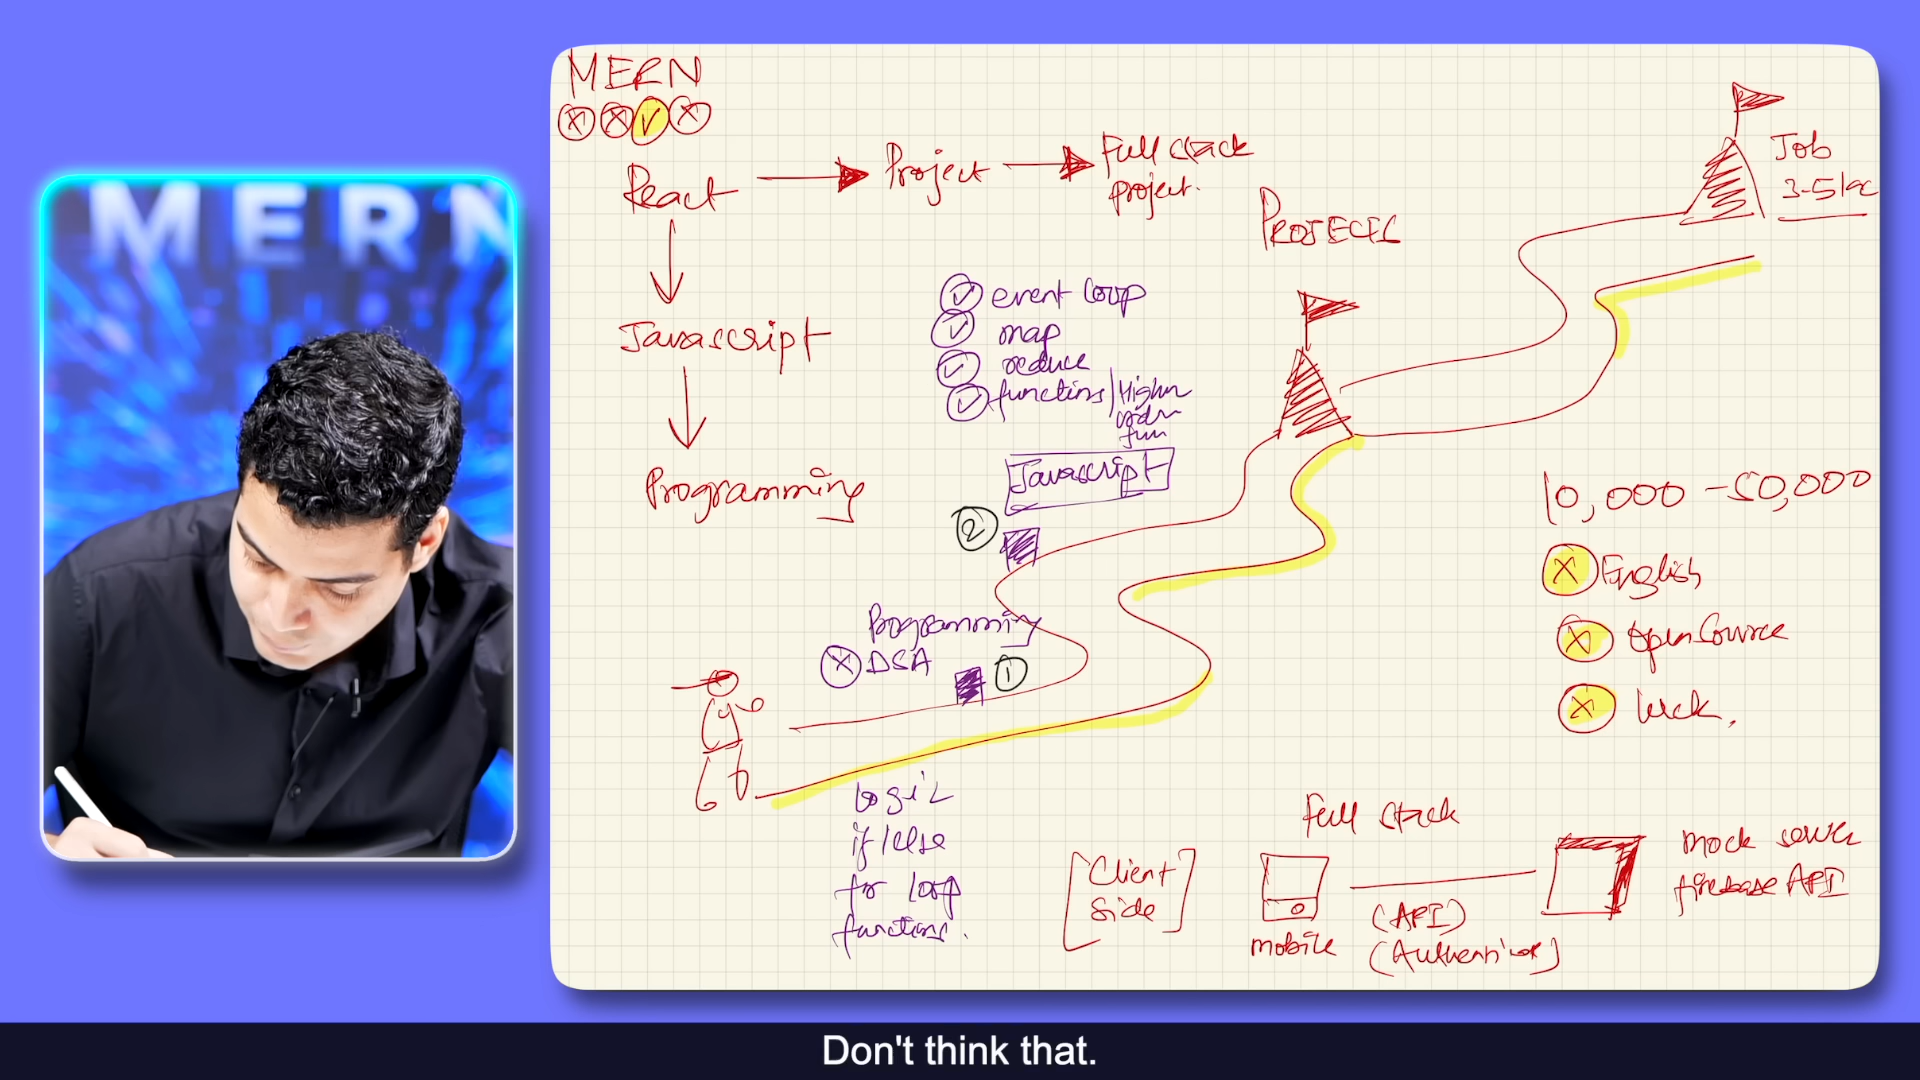 MERN
MERN
React
Project
Full stack
project.
Job
3-5 lac
PROJECTS
event loop
map
reduce
functions/Higher
order
fun
Javascript
Javascript
Programming
2
10,000 - 50,000
English
Open Source
luck.
Programming
DSA
1
logic
if/else
for loop
functions.
Full stack
Client
Side
mobile
(API)
mock server
firebase API
Don't think that.